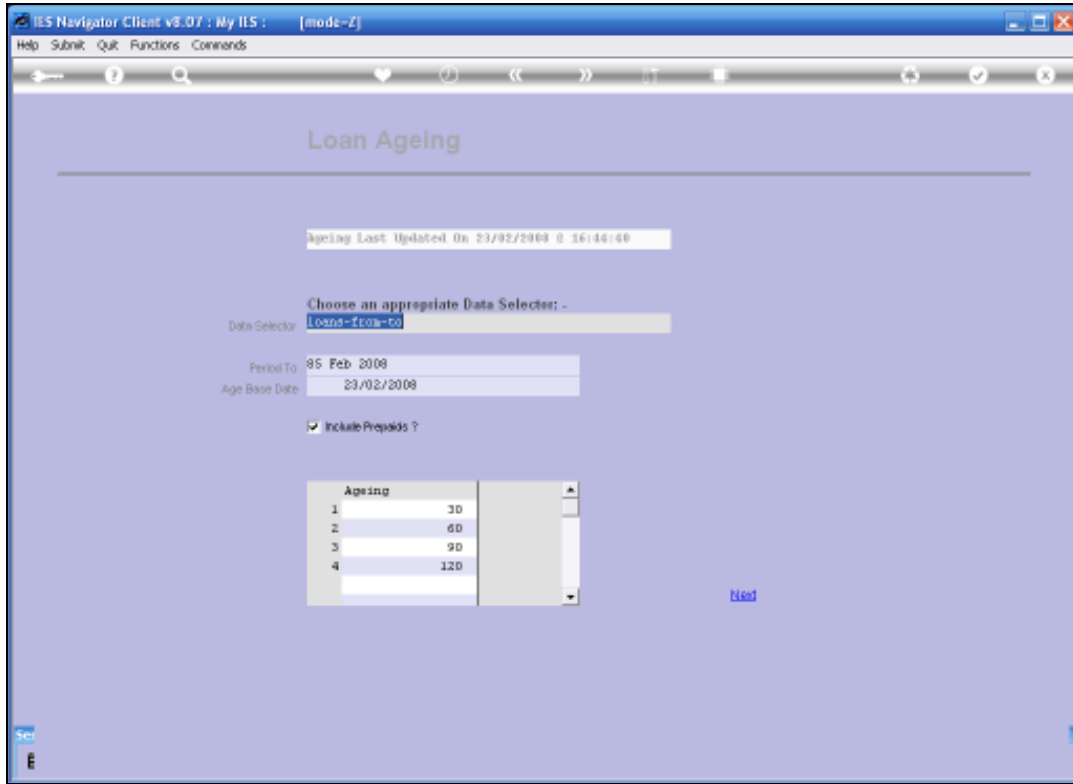 IES Navigator Client v8.07 : My IES : [mode-Z]
Help Submit Quit Functions Commands
Loan Ageing
Ageing Last Updated On 23/02/2008 @ 16:44:40
Choose an appropriate Data Selector: -
Data Selector loans-from-to
Period To 05 Feb 2008
Age Base Date 23/02/2008
Include Prepaids ?
Ageing
1 30
2 60
3 90
4 120
Next